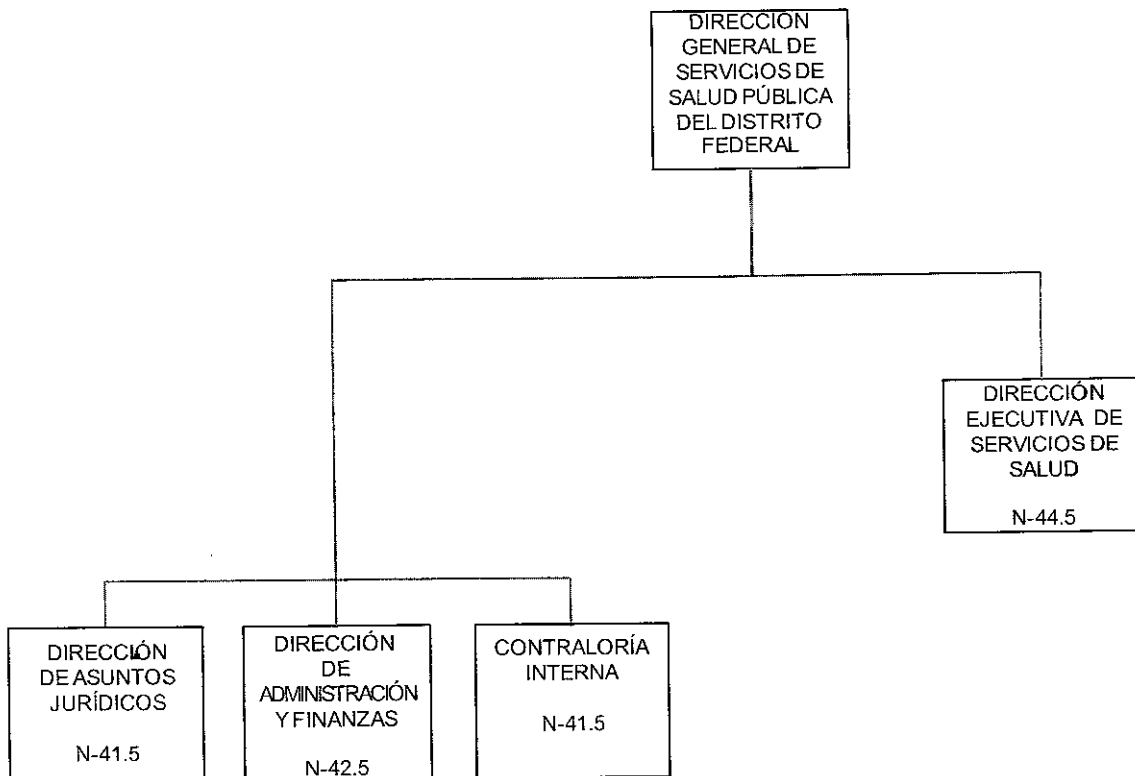 DIRECCIÓN
GENERAL DE
SERVICIOS DE
SALUD PÚBLICA
DEL DISTRITO
FEDERAL
DIRECCIÓN
EJECUTIVA DE
SERVICIOS DE
SALUD
N-44.5
DIRECCIÓN
DE ASUNTOS
JURÍDICOS
N-41.5
DIRECCIÓN
DE
ADMINISTRACIÓN
Y FINANZAS
N-42.5
CONTRALORÍA
INTERNA
N-41.5